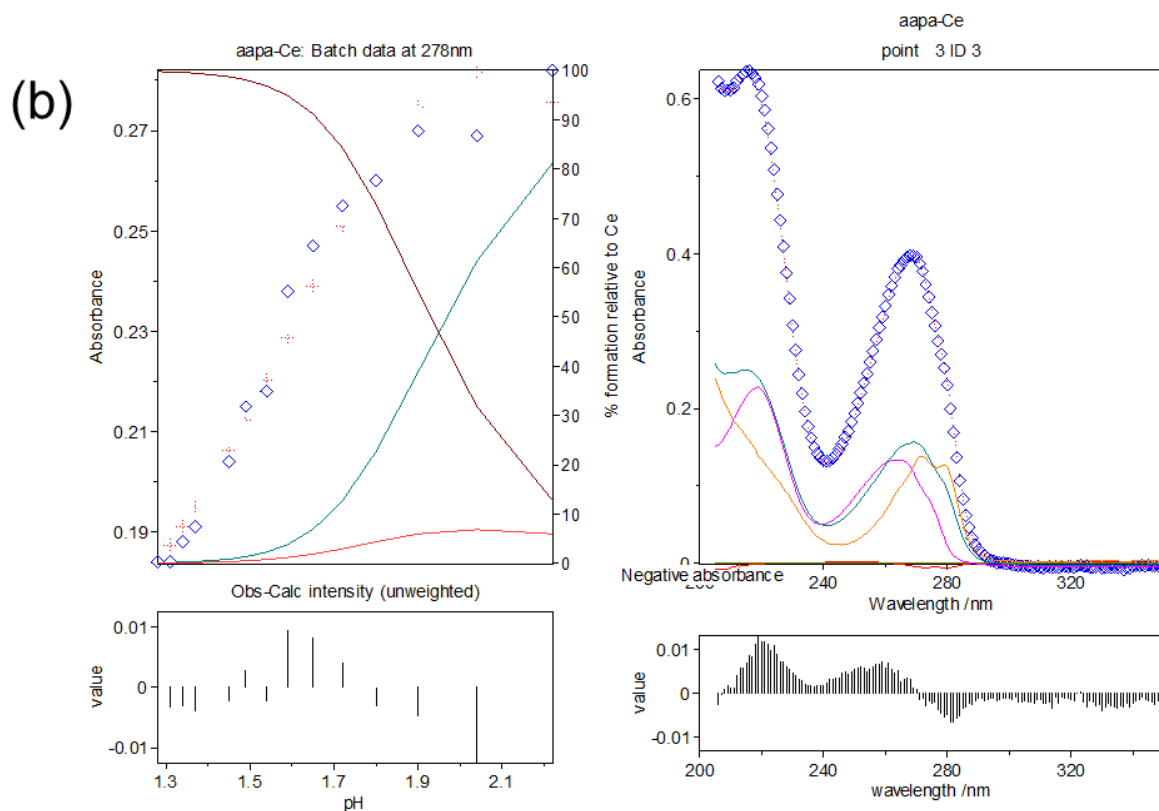 (b)
aapa-Ce: Batch data at 278nm
Absorbance
0.27
0.25
0.23
0.21
0.19
100
90
80
70
60
50
40
30
20
10
0
% formation relative to Ce
Obs-Calc intensity (unweighted)
value
0.01
0
-0.01
1.3
1.5
1.7
1.9
2.1
pH
aapa-Ce
point 3 ID 3
Absorbance
0.6
0.4
0.2
0
Negative absorbance
200
240
280
320
Wavelength /nm
value
0.01
0
-0.01
200
240
280
320
wavelength /nm